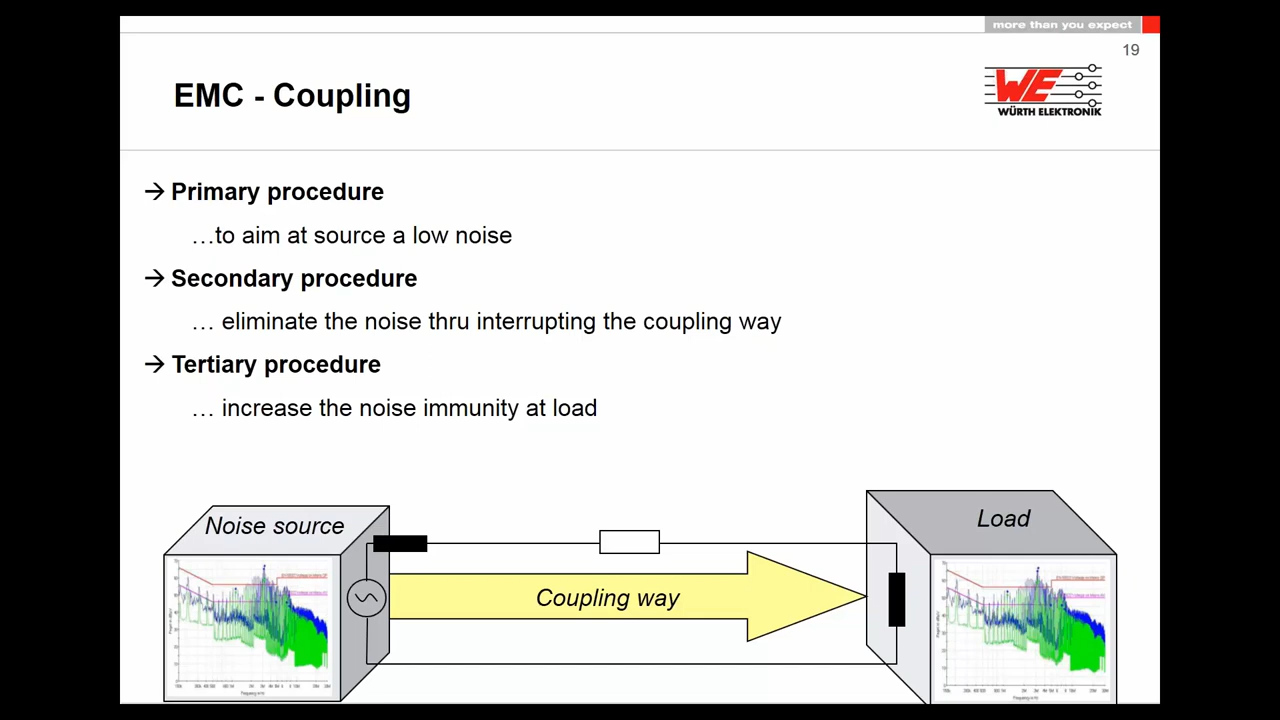 more than you expect
19
EMC - Coupling
WE
WÜRTH ELEKTRONIK
→ Primary procedure
…to aim at source a low noise
→ Secondary procedure
… eliminate the noise thru interrupting the coupling way
→ Tertiary procedure
… increase the noise immunity at load
Noise source
Load
Coupling way